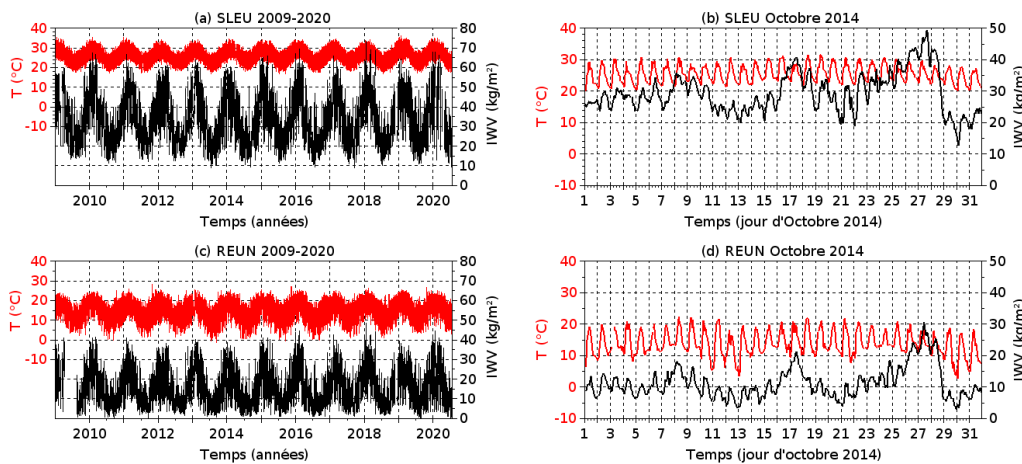 (a) SLEU 2009-2020
T (°C)
40
30
20
10
0
-10
80
70
60
50
40
30
20
10
0
IWV (kg/m²)
2010 2012 2014 2016 2018 2020
Temps (années)
(b) SLEU Octobre 2014
T (°C)
40
30
20
10
0
-10
50
40
30
20
10
0
IWV (kg/m²)
1 3 5 7 9 11 13 15 17 19 21 23 25 27 29 31
Temps (jour d'Octobre 2014)
(c) REUN 2009-2020
T (°C)
40
30
20
10
0
-10
80
70
60
50
40
30
20
10
0
IWV (kg/m²)
2010 2012 2014 2016 2018 2020
Temps (années)
(d) REUN Octobre 2014
T (°C)
40
30
20
10
0
-10
50
40
30
20
10
0
IWV (kg/m²)
1 3 5 7 9 11 13 15 17 19 21 23 25 27 29 31
Temps (jour d'octobre 2014)